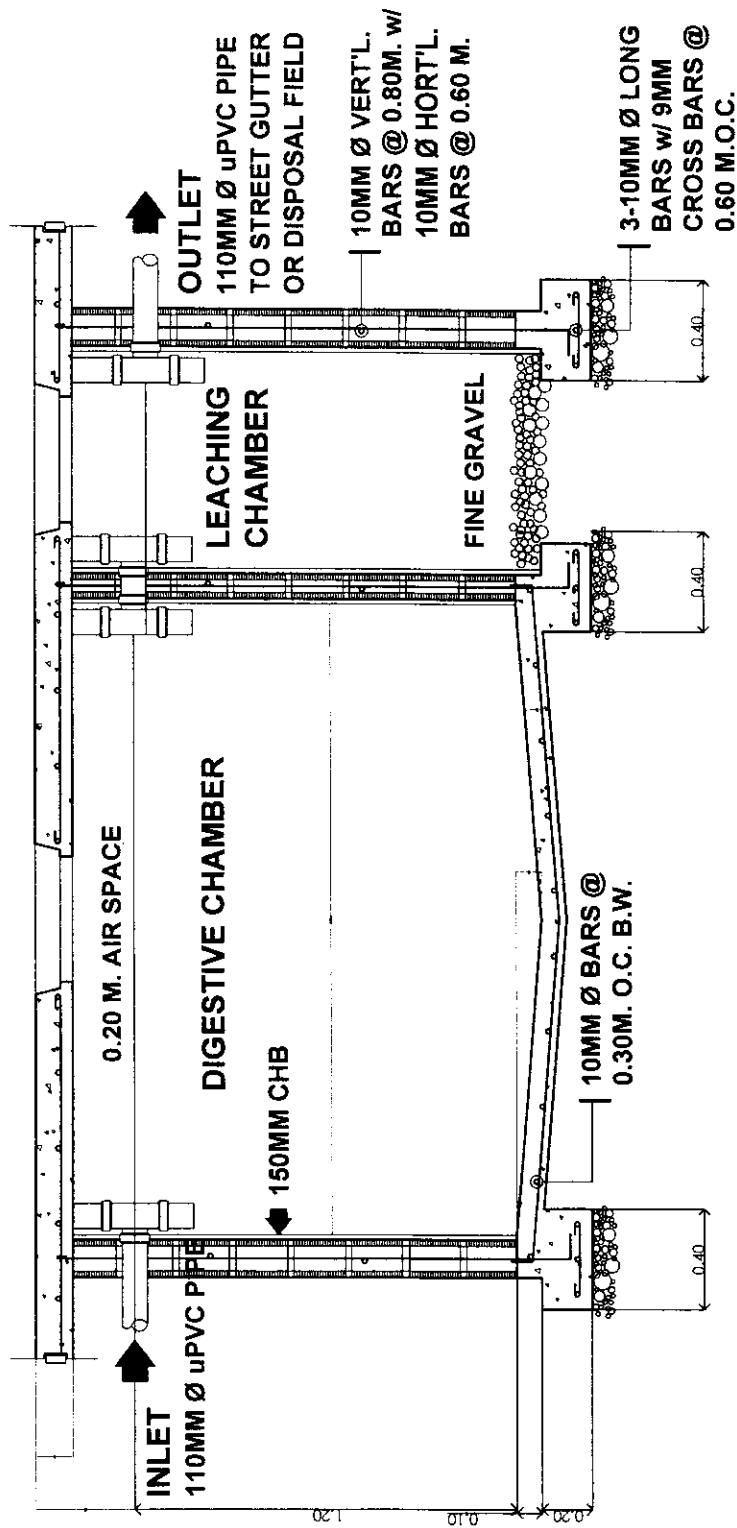 INLET
110MM Ø uPVC PIPE
0.20 M. AIR SPACE
DIGESTIVE CHAMBER
150MM CHB
10MM Ø BARS @
0.30M. O.C. B.W.
LEACHING
CHAMBER
FINE GRAVEL
OUTLET
110MM Ø uPVC PIPE
TO STREET GUTTER
OR DISPOSAL FIELD
10MM Ø VERT'L.
BARS @ 0.80M. w/
10MM Ø HORT'L.
BARS @ 0.60 M.
3-10MM Ø LONG
BARS w/ 9MM
CROSS BARS @
0.60 M.O.C.
1.20
0.10
0.20
0.40
0.40
0.40